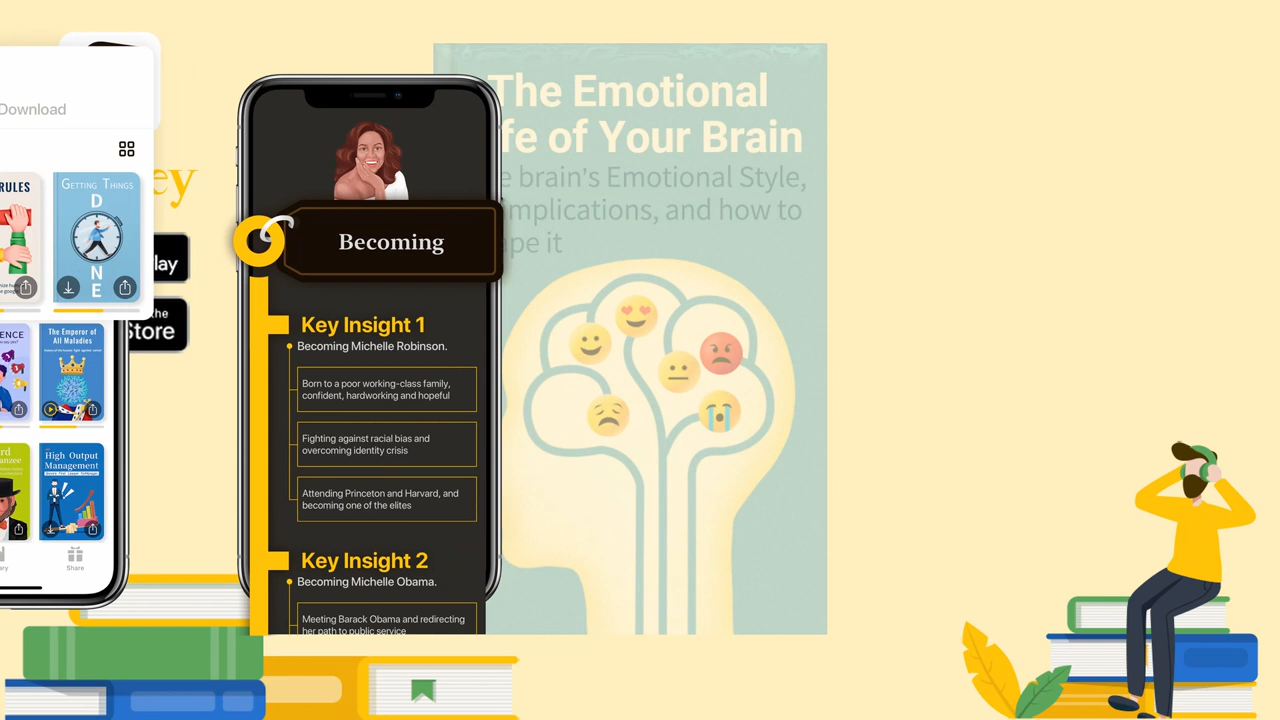 Download
RULES
GETTING THINGS
D
N
E
ey
lay
the
Store
ENCE
The Emperor of
All Maladies
High Output
Management
Share
Becoming
Key Insight 1
Becoming Michelle Robinson.
Born to a poor working-class family,
confident, hardworking and hopeful
Fighting against racial bias and
overcoming identity crisis
Attending Princeton and Harvard, and
becoming one of the elites
Key Insight 2
Becoming Michelle Obama.
Meeting Barack Obama and redirecting
her path to public service
The Emotional
fe of Your Brain
e brain's Emotional Style,
mplications, and how to
ape it